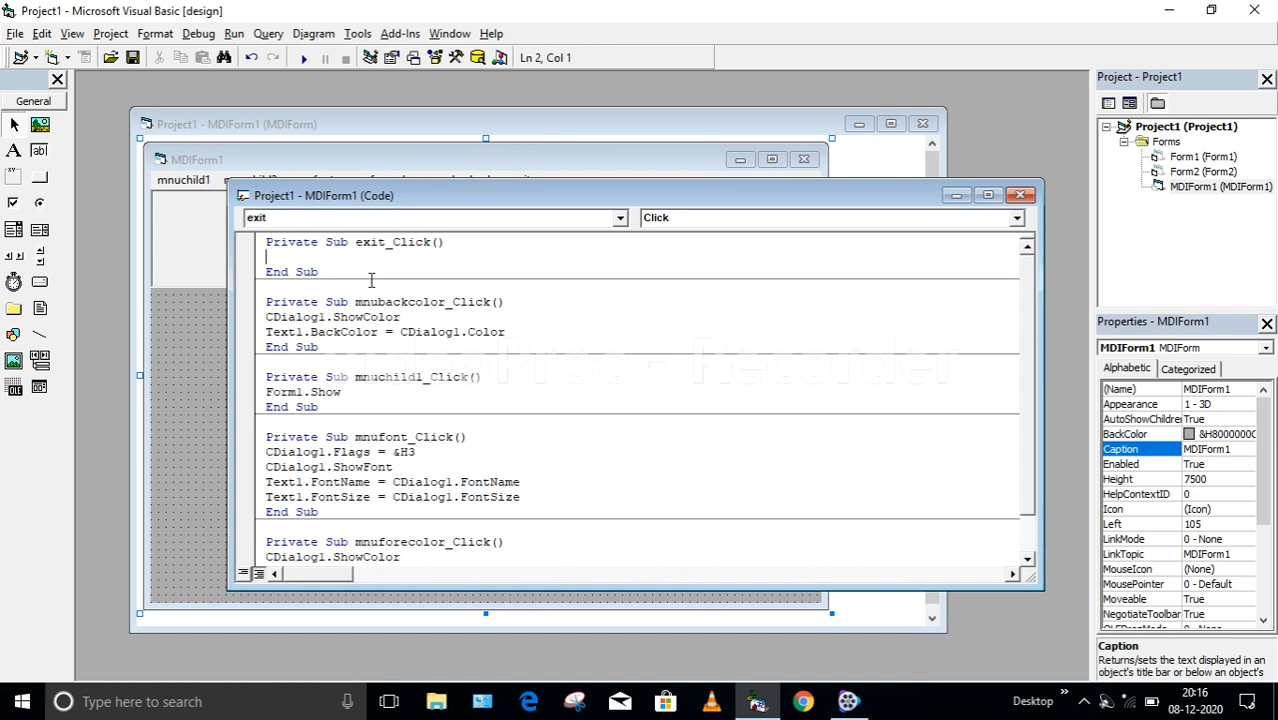 Project1 - Microsoft Visual Basic [design]
File Edit View Project Format Debug Run Query Diagram Tools Add-Ins Window Help
Ln 2, Col 1
General
Project1 - MDIForm1 (MDIForm)
MDIForm1
mnuchild1
Project1 - MDIForm1 (Code)
exit Click
Private Sub exit_Click()
End Sub
Private Sub mnubackcolor_Click()
CDialog1.ShowColor
Text1.BackColor = CDialog1.Color
End Sub
Private Sub mnuchild1_Click()
Form1.Show
End Sub
Private Sub mnufont_Click()
CDialog1.Flags = &H3
CDialog1.ShowFont
Text1.FontName = CDialog1.FontName
Text1.FontSize = CDialog1.FontSize
End Sub
Private Sub mnuforecolor_Click()
CDialog1.ShowColor
Recorder
Project - Project1
Project1 (Project1)
Forms
Form1 (Form1)
Form2 (Form2)
MDIForm1 (MDIForm1)
Properties - MDIForm1
MDIForm1 MDIForm
Alphabetic Categorized
(Name) MDIForm1
Appearance 1 - 3D
AutoShowChildren True
BackColor &H8000000C
Caption MDIForm1
Enabled True
Height 7500
HelpContextID 0
Icon (Icon)
Left 105
LinkMode 0 - None
LinkTopic MDIForm1
MouseIcon (None)
MousePointer 0 - Default
Moveable True
NegotiateToolbar True
Caption
Returns/sets the text displayed in an
object's title bar or below an object's
Type here to search
Desktop
20:16
08-12-2020